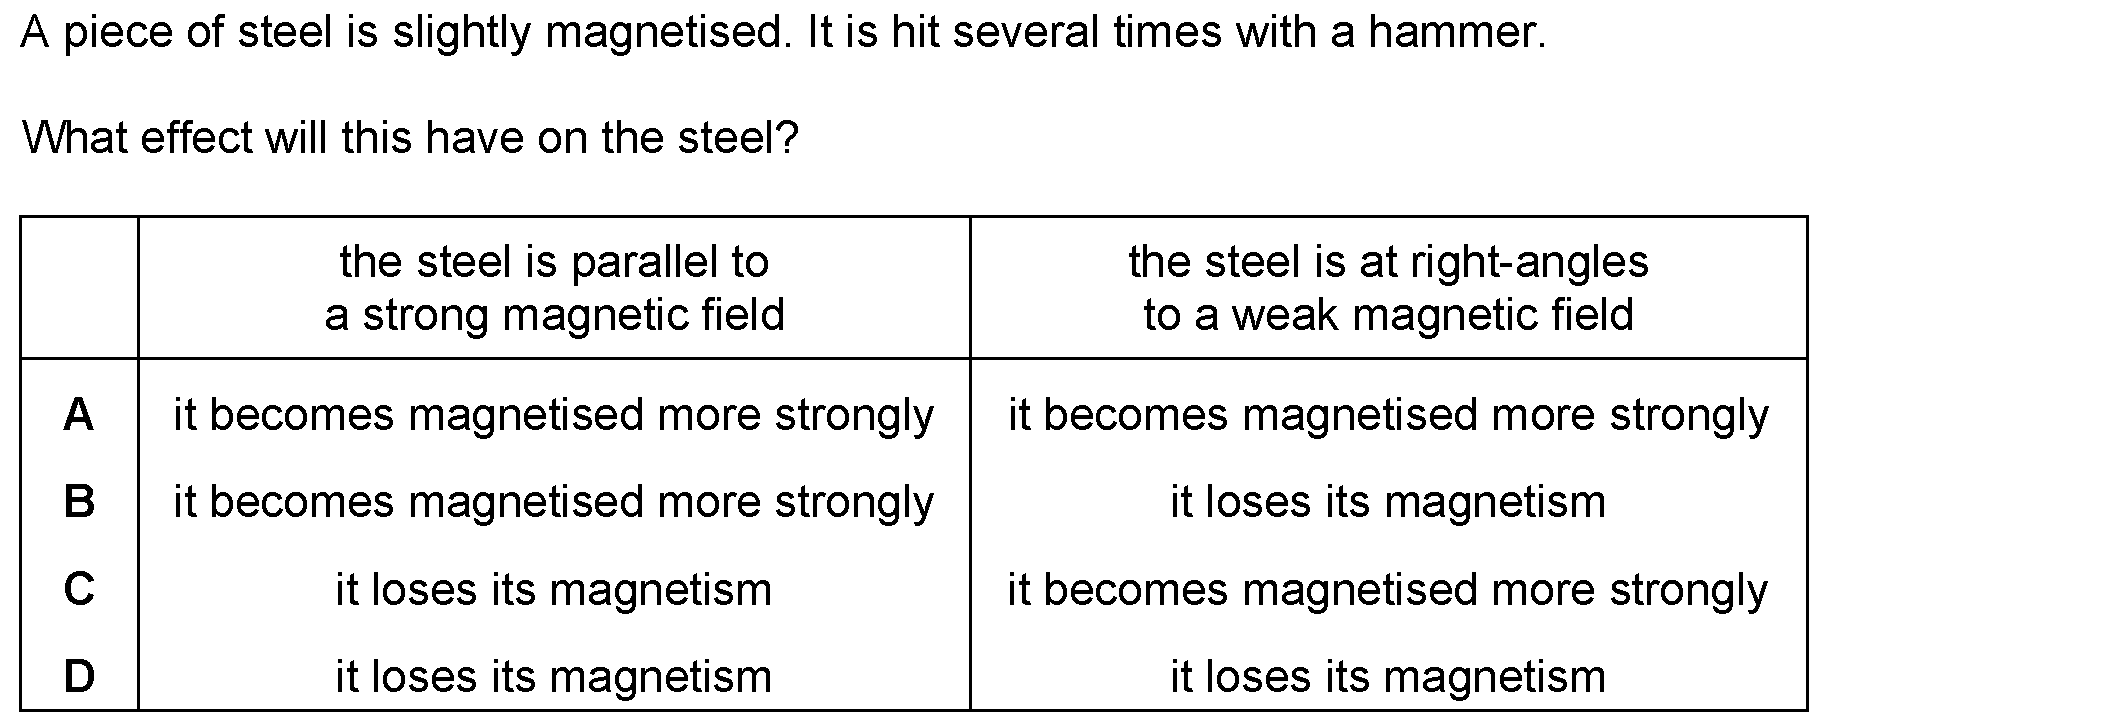 A piece of steel is slightly magnetised. It is hit several times with a hammer.
What effect will this have on the steel?
the steel is parallel to
a strong magnetic field
the steel is at right-angles
to a weak magnetic field
A it becomes magnetised more strongly it becomes magnetised more strongly
B it becomes magnetised more strongly it loses its magnetism
C it loses its magnetism it becomes magnetised more strongly
D it loses its magnetism it loses its magnetism